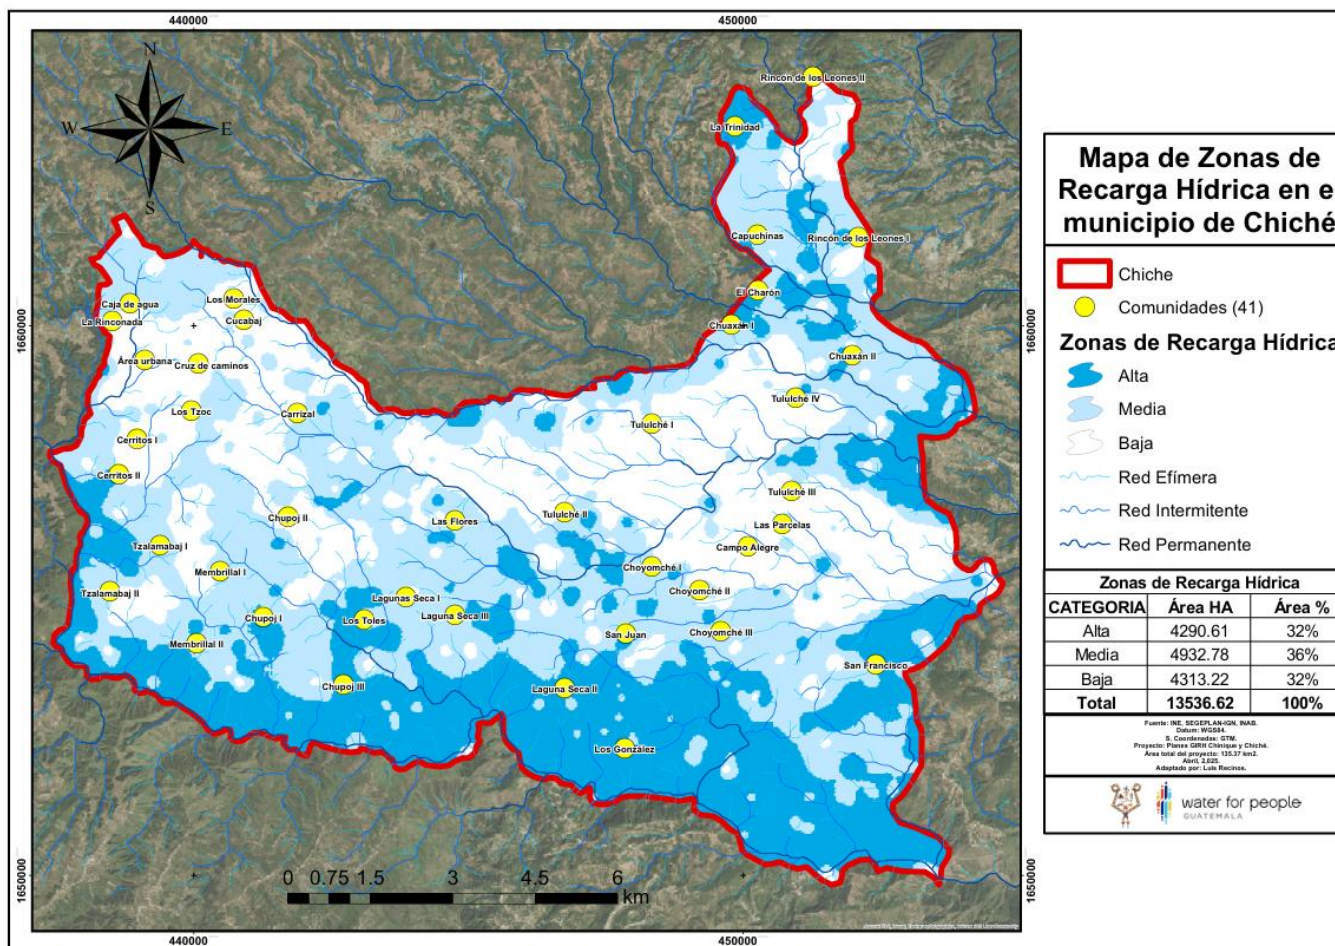 440000
450000
N
W
E
S
Rincón de los Leones II
La Trinidad
Capuchinas
Rincón de los Leones I
El Charón
Chuaxán I
Caja de agua
Los Morales
La Rinconada
Cucabaj
Área urbana
Cruz de caminos
Chuaxán II
Los Tzoc
Carrizal
Tululché IV
Tululché I
Cerritos I
Cerritos II
Tululché III
Chupoj II
Las Flores
Tululché II
Las Parcelas
Tzalamabaj I
Campo Alegre
Membrillal I
Choyomché I
Tzalamabaj II
Choyomché II
Lagunas Seca I
Chupoj I
Los Toles
Laguna Seca III
Membrillal II
San Juan
Choyomché III
San Francisco
Chupoj III
Laguna Seca II
Los González
0 0.75 1.5 3 4.5 6
km
1660000
1650000
1660000
1650000
440000
450000
Mapa de Zonas de
Recarga Hídrica en e
municipio de Chiché
Chiche
Comunidades (41)
Zonas de Recarga Hídrica
Alta
Media
Baja
Red Efímera
Red Intermitente
Red Permanente
Zonas de Recarga Hídrica
CATEGORIA Área HA Área %
Alta 4290.61 32%
Media 4932.78 36%
Baja 4313.22 32%
Total 13536.62 100%
Fuente: INE, SEGEPLAN-IGN, INAB.
Datum: WGS84.
S. Coordenadas: GTM.
Proyecto: Planes GIRH Chinique y Chiché.
Área total del proyecto: 135.37 km2.
Abril, 2,025.
Adaptado por: Luis Recinos.
water for people
GUATEMALA